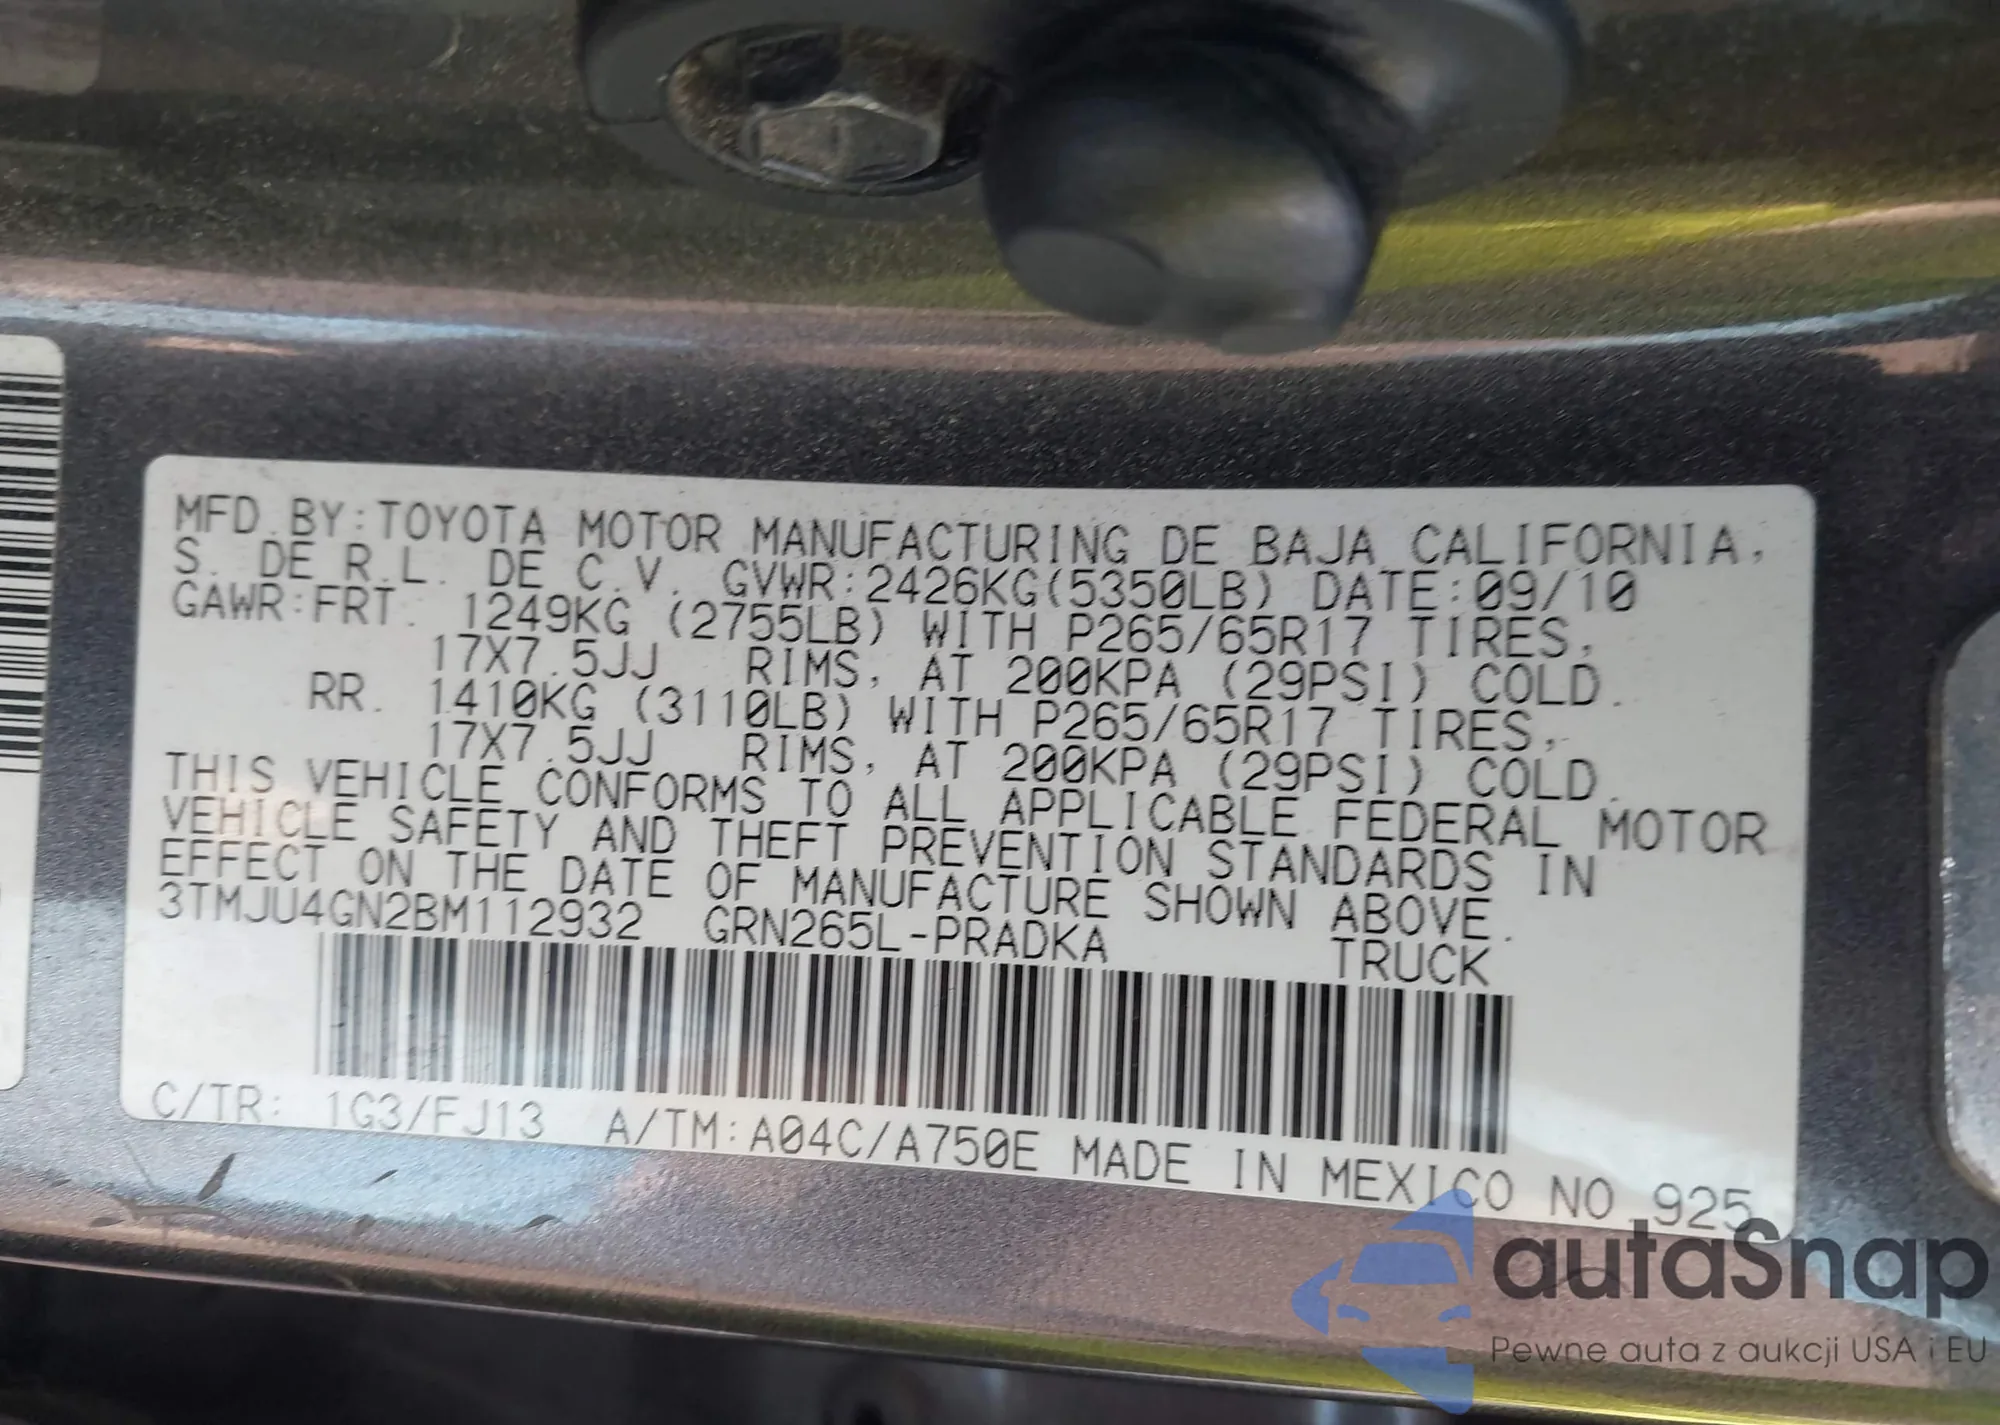 MFD.BY:TOYOTA MOTOR MANUFACTURING DE BAJA CALIFORNIA,
S. DE R.L. DE C.V. GVWR:2426KG(5350LB) DATE:09/10
GAWR:FRT. 1249KG (2755LB) WITH P265/65R17 TIRES,
17X7.5JJ RIMS, AT 200KPA (29PSI) COLD.
RR. 1410KG (3110LB) WITH P265/65R17 TIRES,
17X7.5JJ RIMS, AT 200KPA (29PSI) COLD.
THIS VEHICLE CONFORMS TO ALL APPLICABLE FEDERAL MOTOR
VEHICLE SAFETY AND THEFT PREVENTION STANDARDS IN
EFFECT ON THE DATE OF MANUFACTURE SHOWN ABOVE.
3TMJU4GN2BM112932 GRN265L-PRADKA TRUCK
C/TR: 1G3/FJ13 A/TM:A04C/A750E MADE IN MEXICO NO 925
autaSnap
Pewne auta z aukcji USA i EU